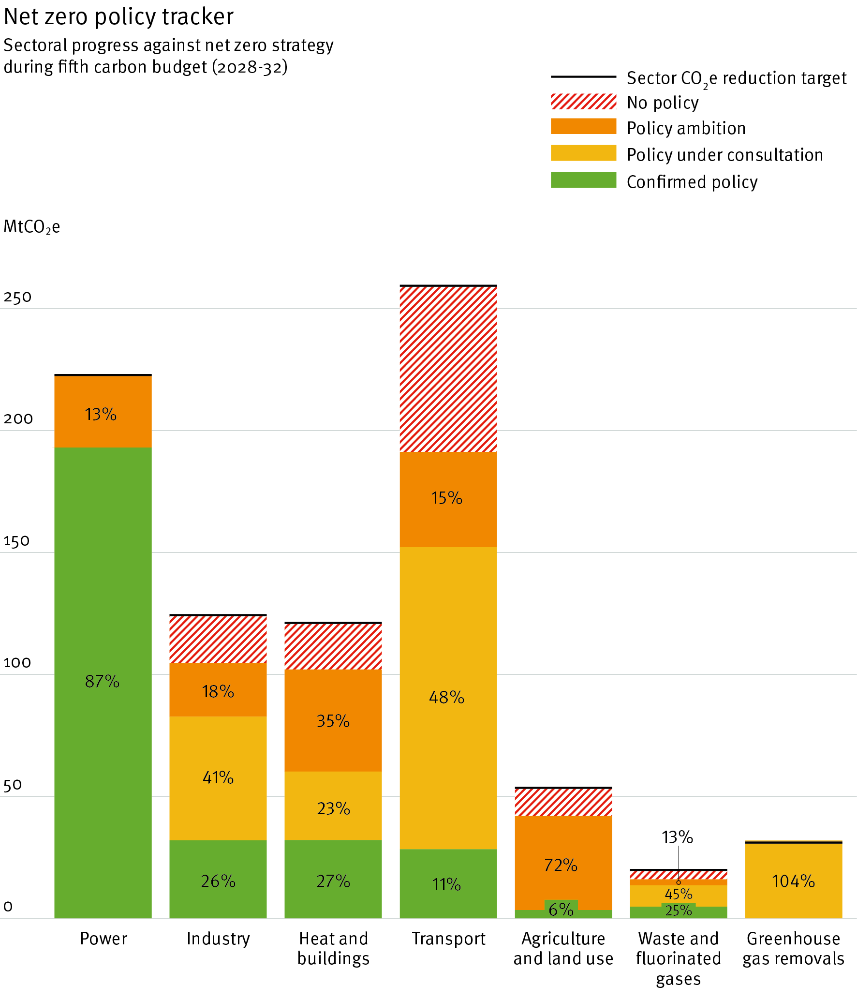 Net zero policy tracker
Sectoral progress against net zero strategy
during fifth carbon budget (2028-32)
Sector CO₂e reduction target
No policy
Policy ambition
Policy under consultation
Confirmed policy
MtCO₂e
250
200
150
100
50
0
13%
87%
18%
41%
26%
35%
23%
27%
15%
48%
11%
72%
6%
13%
45%
25%
104%
Power
Industry
Heat and
buildings
Transport
Agriculture
and land use
Waste and
fluorinated
gases
Greenhouse
gas removals